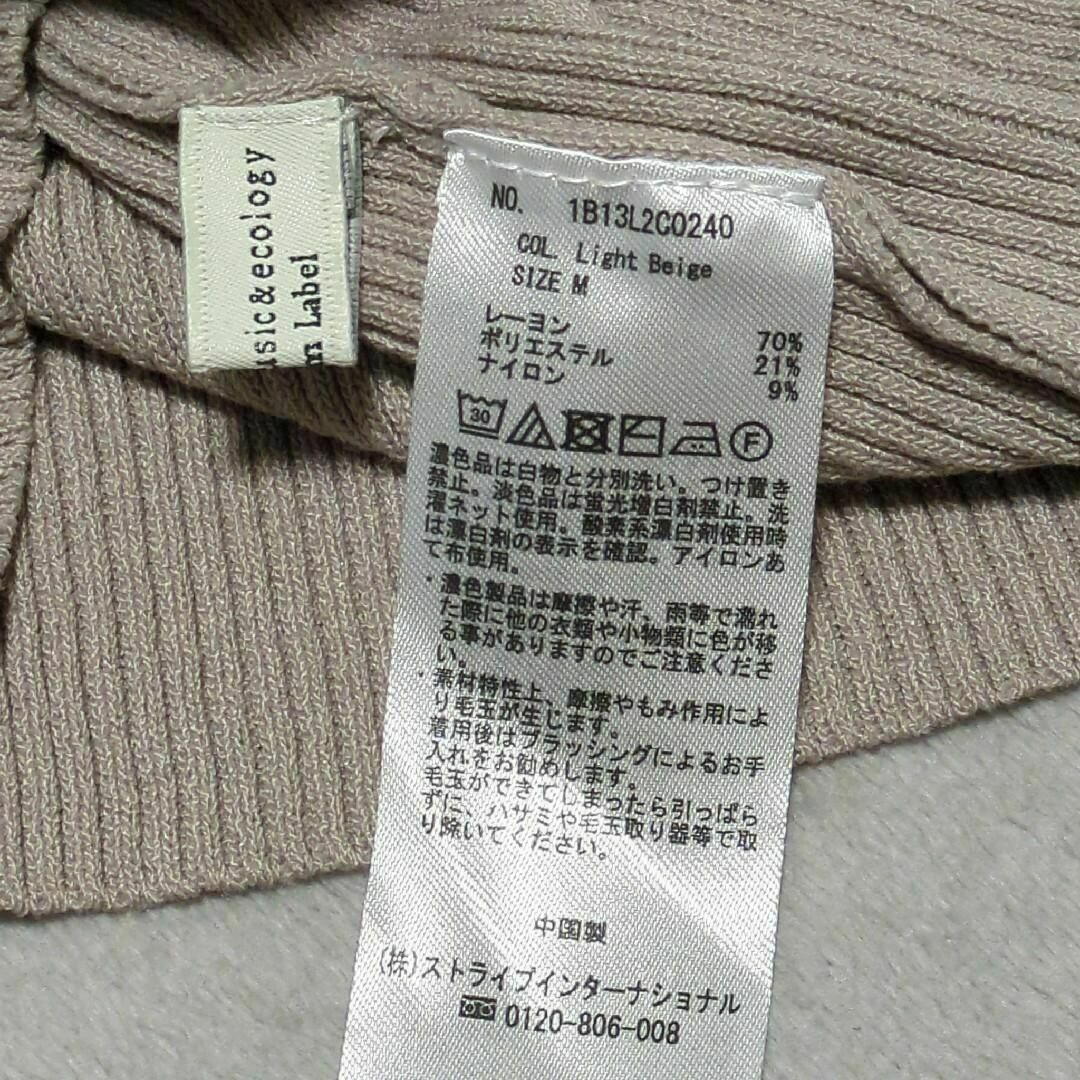 usic&ecology
m Label
NO. 1B13L2C0240
COL. Light Beige
SIZE M
レーヨン 70%
ポリエステル 21%
ナイロン 9%
30 F
濃色品は白物と分別洗い。つけ置き
禁止。淡色品は蛍光増白剤禁止。洗
濯ネット使用。酸素系漂白剤使用時
は漂白剤の表示を確認。アイロンあ
て布使用。
・濃色製品は摩擦や汗、雨等で濡れ
た際に他の衣類や小物類に色が移
る事がありますのでご注意くださ
い。
・素材特性上、摩擦やもみ作用によ
り毛玉が生じます。
着用後はブラッシングによるお手
入れをお勧めします。
毛玉ができてしまったら引っぱら
ずに、ハサミや毛玉取り器等で取
り除いてください。
中国製
(株)ストライプインターナショナル
0120-806-008